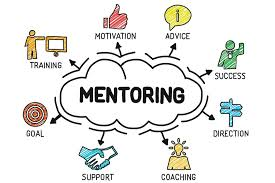 MOTIVATION
ADVICE
TRAINING
SUCCESS
MENTORING
GOAL
DIRECTION
SUPPORT
COACHING